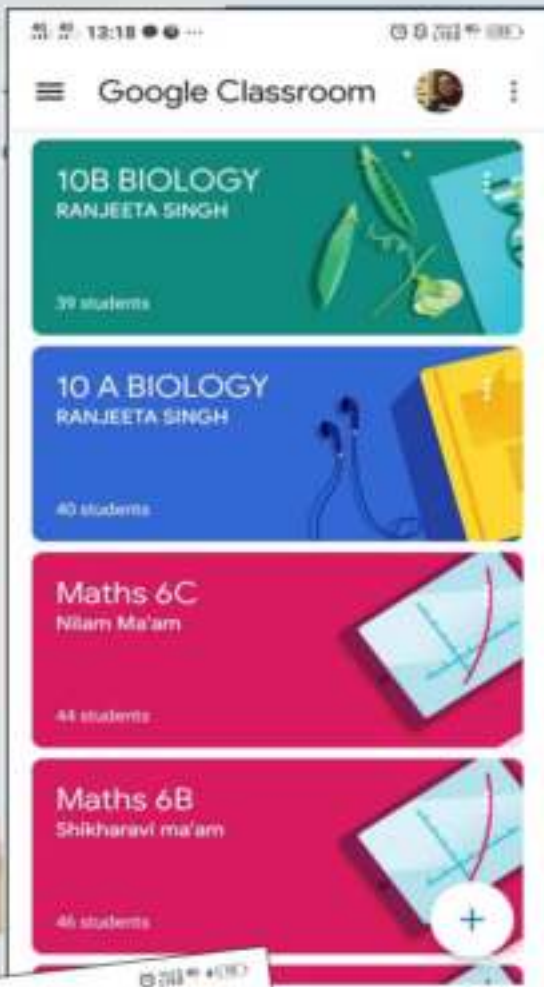 13:18
Google Classroom
10B BIOLOGY
RANJEETA SINGH
39 students
10 A BIOLOGY
RANJEETA SINGH
40 students
Maths 6C
Nilam Ma'am
44 students
Maths 6B
Shikharavi ma'am
46 students